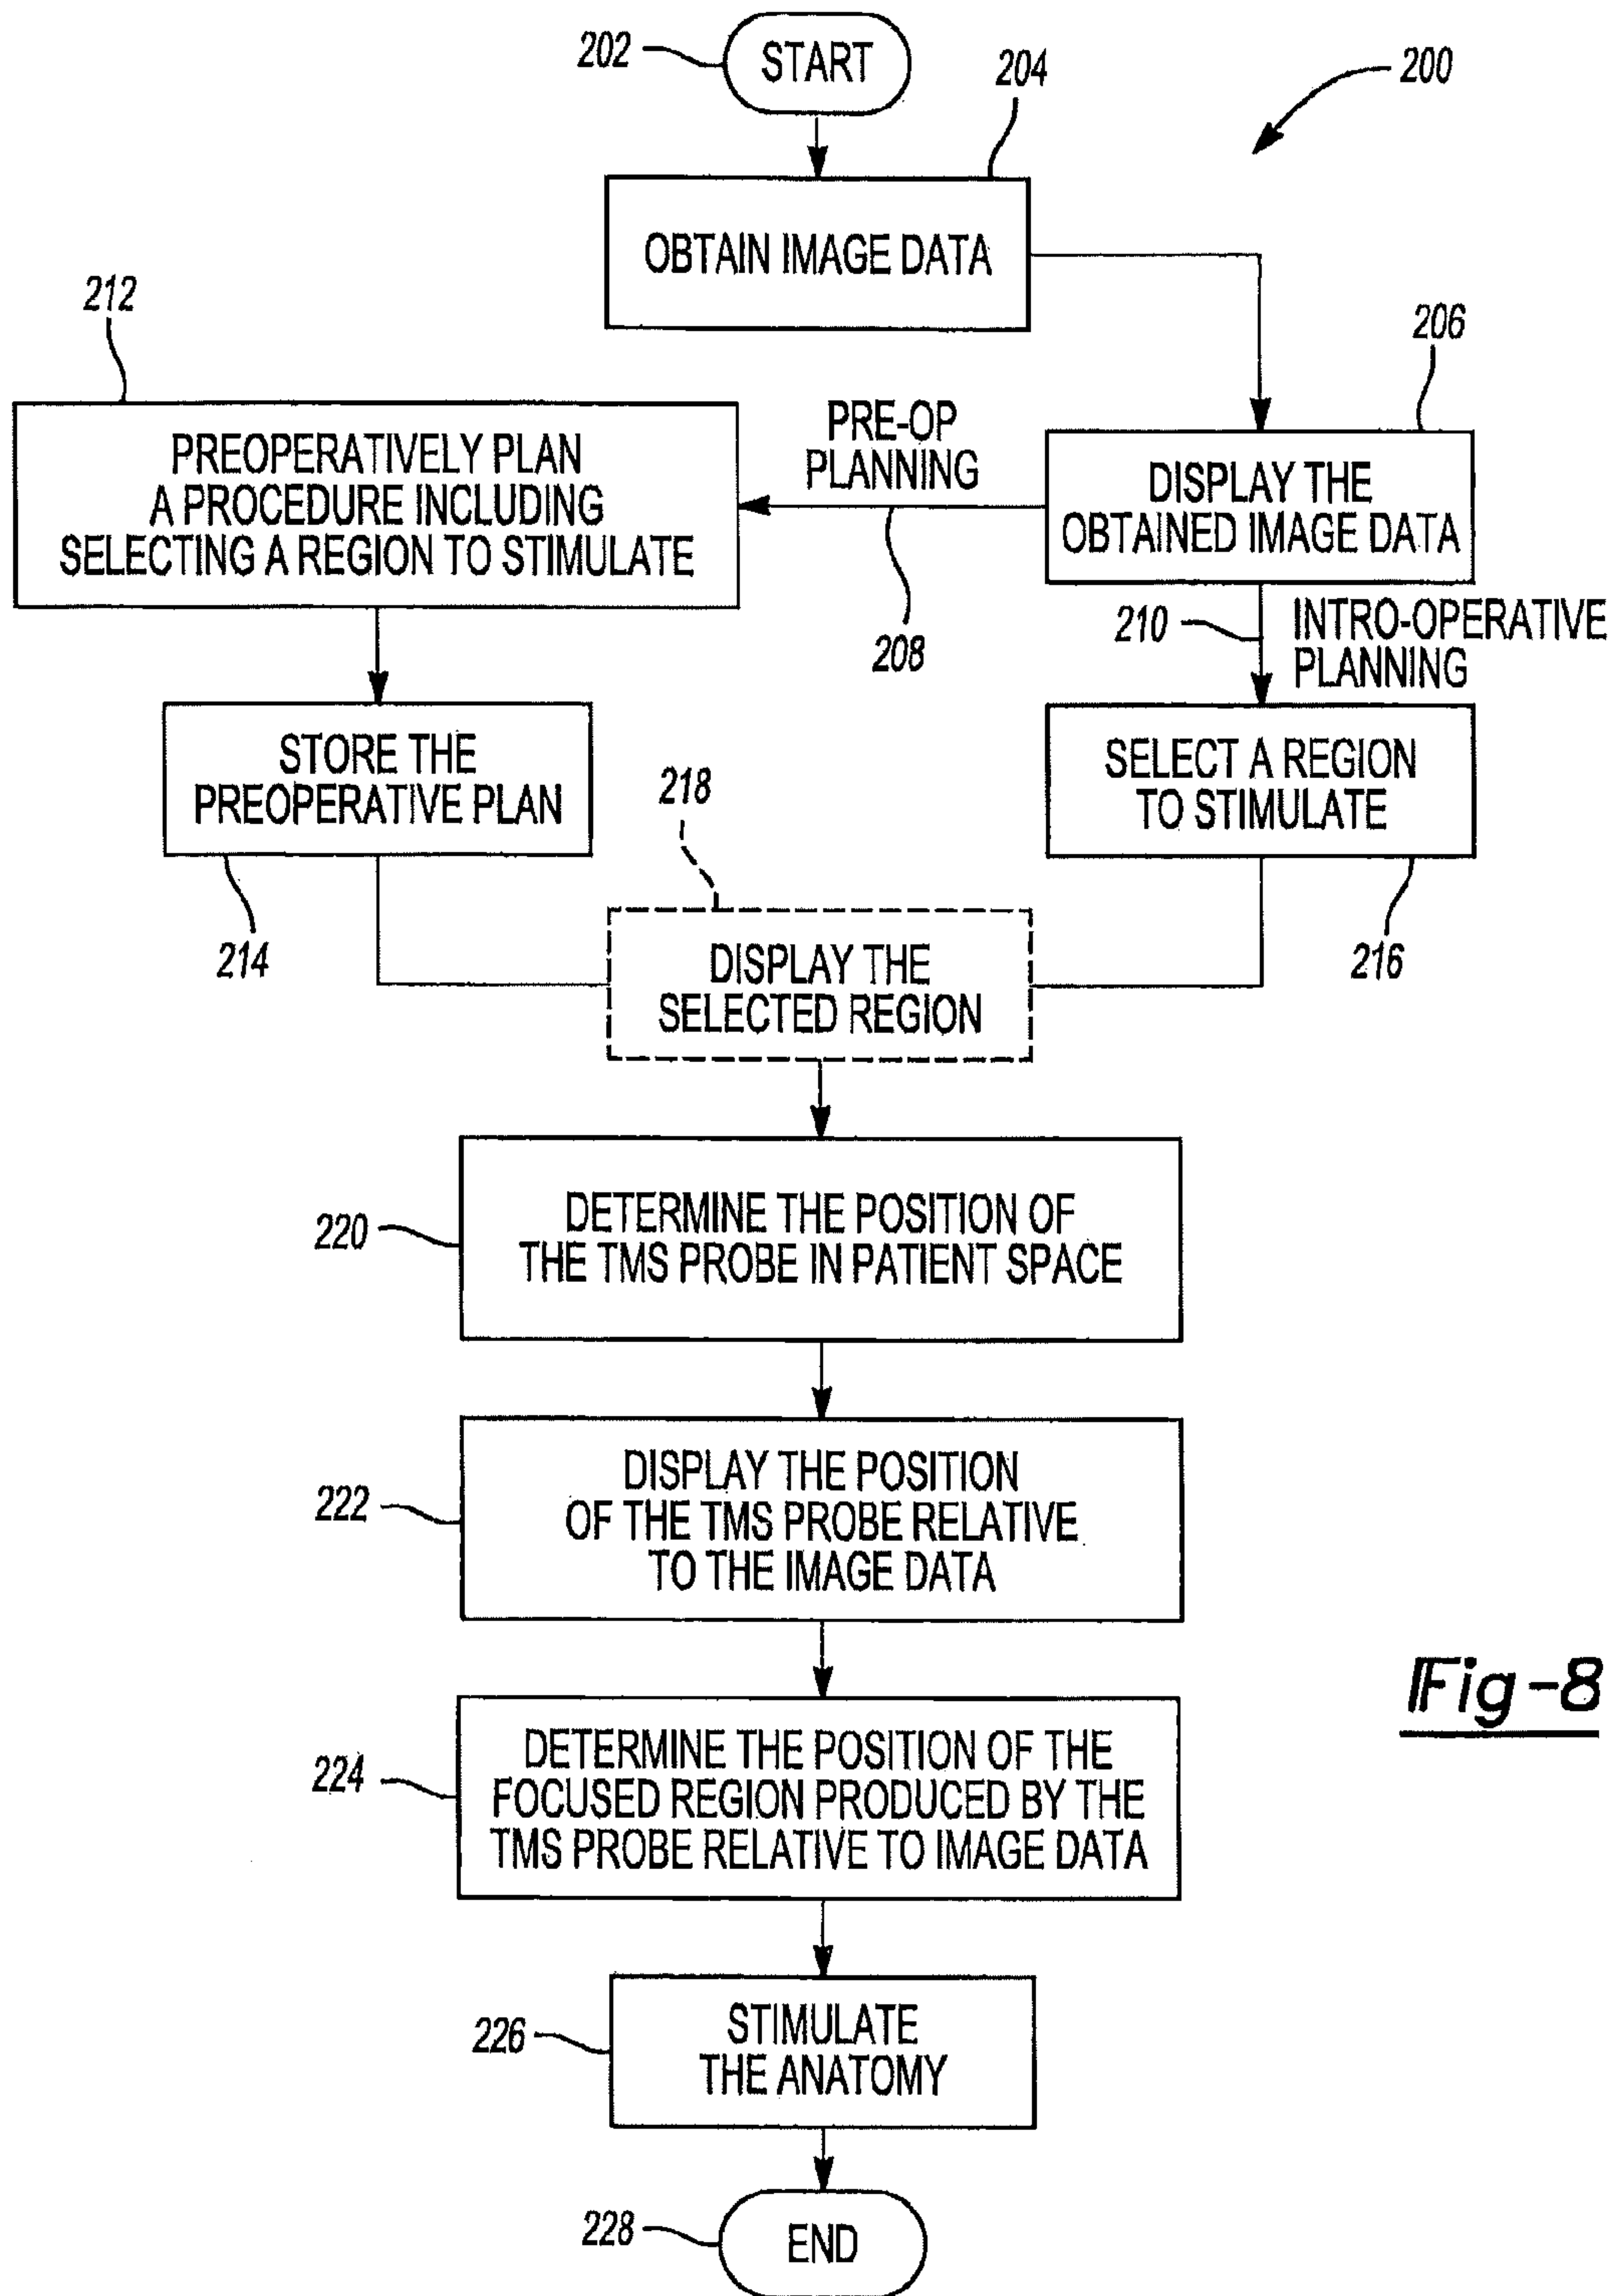 202
START
204
200
OBTAIN IMAGE DATA
212
206
PREOPERATIVELY PLAN
A PROCEDURE INCLUDING
SELECTING A REGION TO STIMULATE
PRE-OP
PLANNING
208
DISPLAY THE
OBTAINED IMAGE DATA
210
INTRO-OPERATIVE
PLANNING
STORE THE
PREOPERATIVE PLAN
214
SELECT A REGION
TO STIMULATE
216
218
DISPLAY THE
SELECTED REGION
220
DETERMINE THE POSITION OF
THE TMS PROBE IN PATIENT SPACE
222
DISPLAY THE POSITION
OF THE TMS PROBE RELATIVE
TO THE IMAGE DATA
224
DETERMINE THE POSITION OF THE
FOCUSED REGION PRODUCED BY THE
TMS PROBE RELATIVE TO IMAGE DATA
Fig-8
226
STIMULATE
THE ANATOMY
228
END